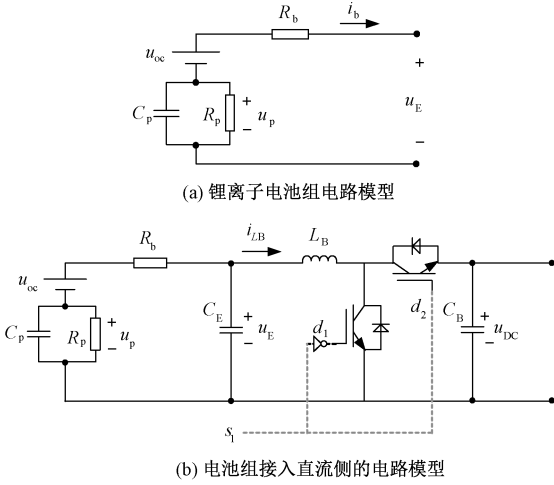 R_b i_b
u_oc
+
C_p R_p + − u_p u_E
−
(a) 锂离子电池组电路模型
R_b i_LB L_B
u_oc
d_2
C_p R_p + − u_p C_E + − u_E d_1 C_B + − u_DC
s_1
(b) 电池组接入直流侧的电路模型